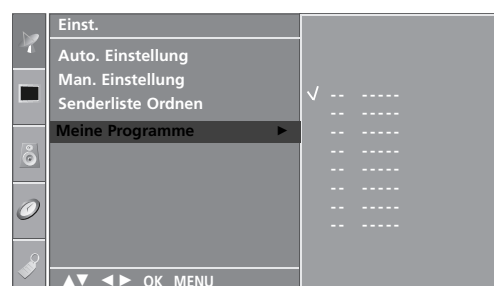 Einst.
Auto. Einstellung
Man. Einstellung
Senderliste Ordnen
Meine Programme ►
√ -- -----
-- -----
-- -----
-- -----
-- -----
-- -----
-- -----
-- -----
▲▼ ◄► OK MENU